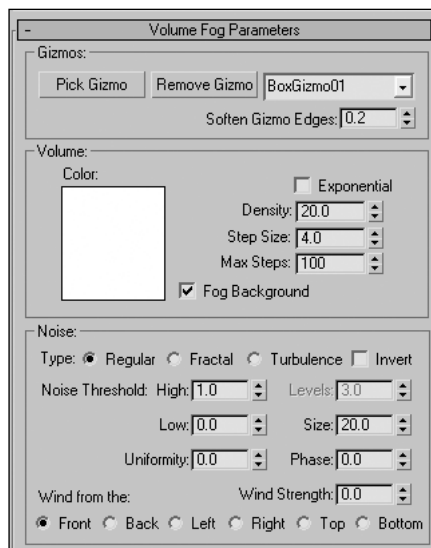 - Volume Fog Parameters
Gizmos:
Pick Gizmo Remove Gizmo BoxGizmo01
Soften Gizmo Edges: 0.2
Volume:
Color:
Exponential
Density: 20.0
Step Size: 4.0
Max Steps: 100
Fog Background
Noise:
Type: Regular Fractal Turbulence Invert
Noise Threshold: High: 1.0 Levels: 3.0
Low: 0.0 Size: 20.0
Uniformity: 0.0 Phase: 0.0
Wind from the: Wind Strength: 0.0
Front Back Left Right Top Bottom